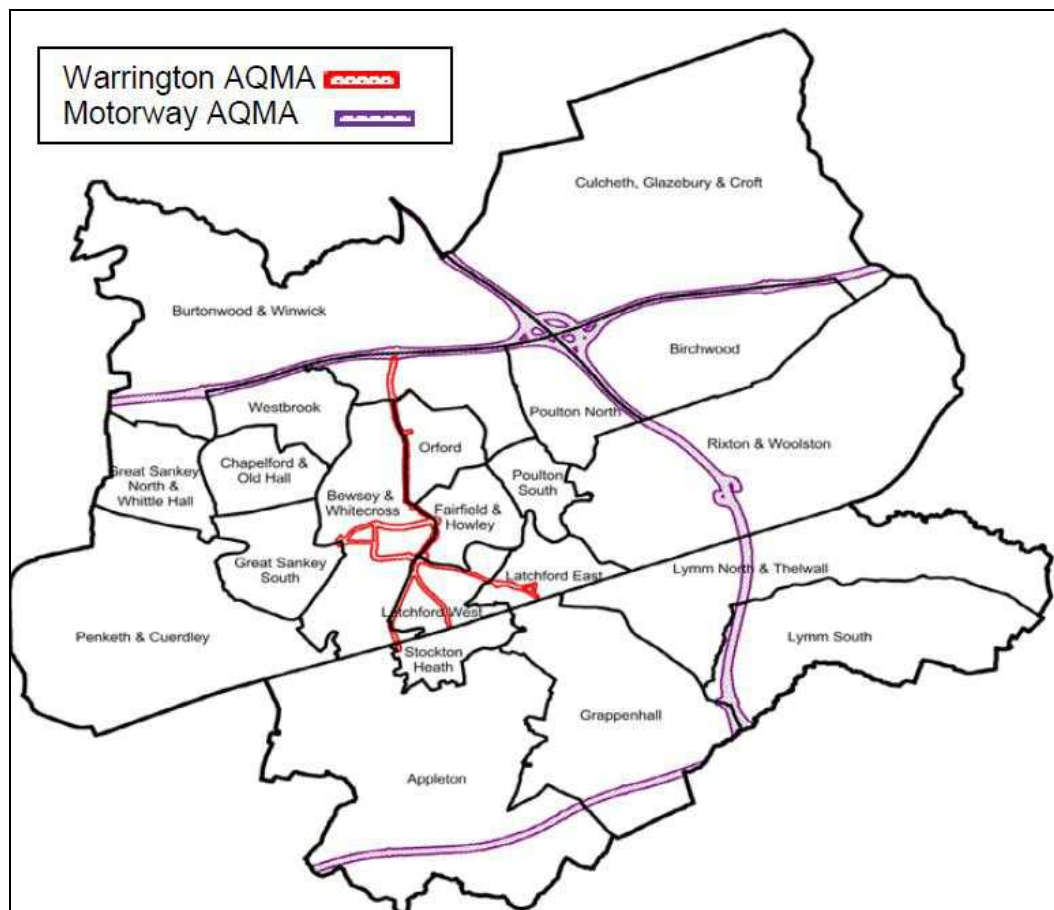 Warrington AQMA
Motorway AQMA
Culcheth, Glazebury & Croft
Burtonwood & Winwick
Birchwood
Westbrook
Poulton North
Orford
Rixton & Woolston
Great Sankey
North &
Whittle Hall
Chapelford &
Old Hall
Poulton
South
Bewsey &
Whitecross
Fairfield &
Howley
Great Sankey
South
Latchford East
Lymm North & Thelwall
Latchford West
Penketh & Cuerdley
Lymm South
Stockton
Heath
Grappenhall
Appleton